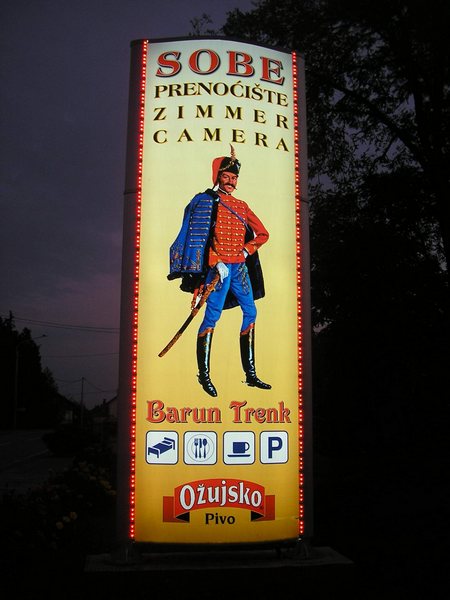 SOBE
PRENOĆIŠTE
ZIMMER
CAMERA
Barun Trenk
P
Ožujsko
Pivo